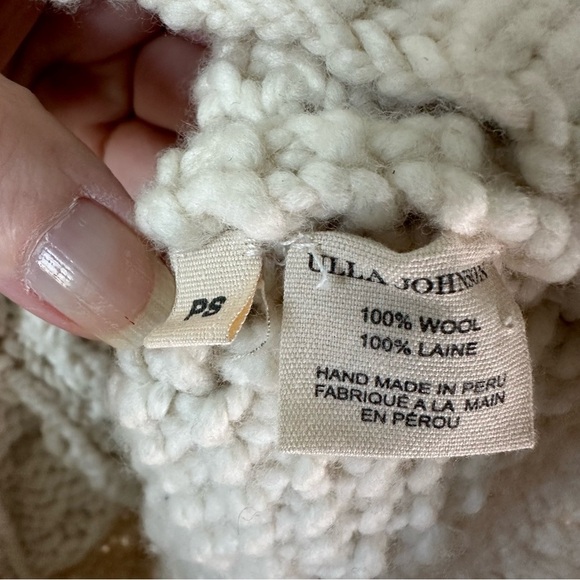 PS
ULLA JOHNSON
100% WOOL
100% LAINE
HAND MADE IN PERU
FABRIQUÉ A LA MAIN
EN PÉROU